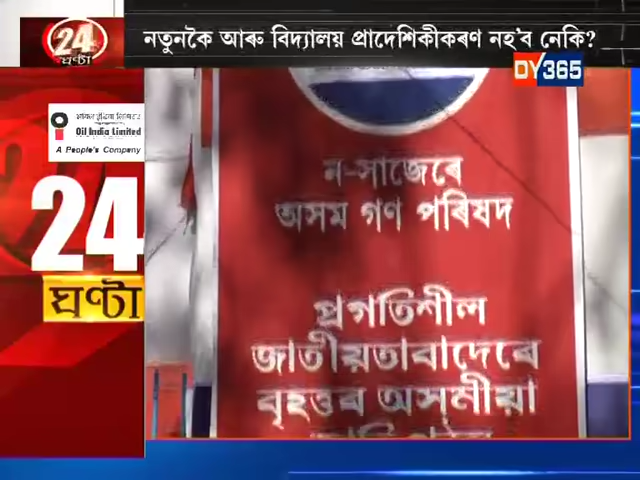 24
ঘণ্টা
নতুনকৈ আৰু বিদ্যালয় প্ৰাদেশিকীকৰণ নহ'ব নেকি?
DY365
Oil India Limited
A People's Company
24
ঘণ্টা
ন-সাজেৰে
অসম গণ পৰিষদ
প্ৰগতিশীল
জাতীয়তাবাদেৰে
বৃহত্তৰ অসমীয়া